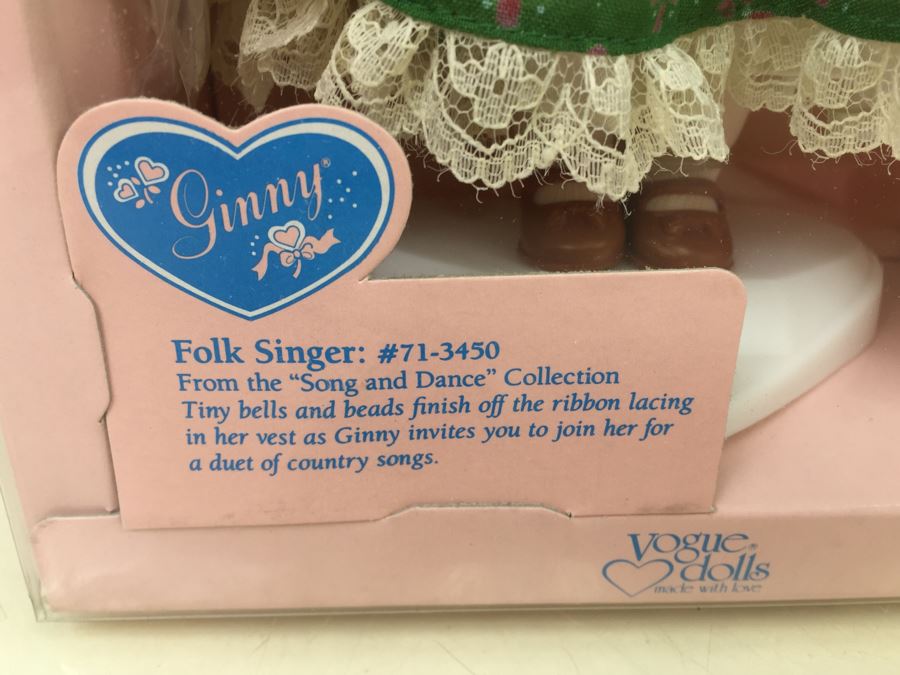 Ginny®
Folk Singer: #71-3450
From the “Song and Dance” Collection
Tiny bells and beads finish off the ribbon lacing
in her vest as Ginny invites you to join her for
a duet of country songs.
Vogue®
dolls
made with love